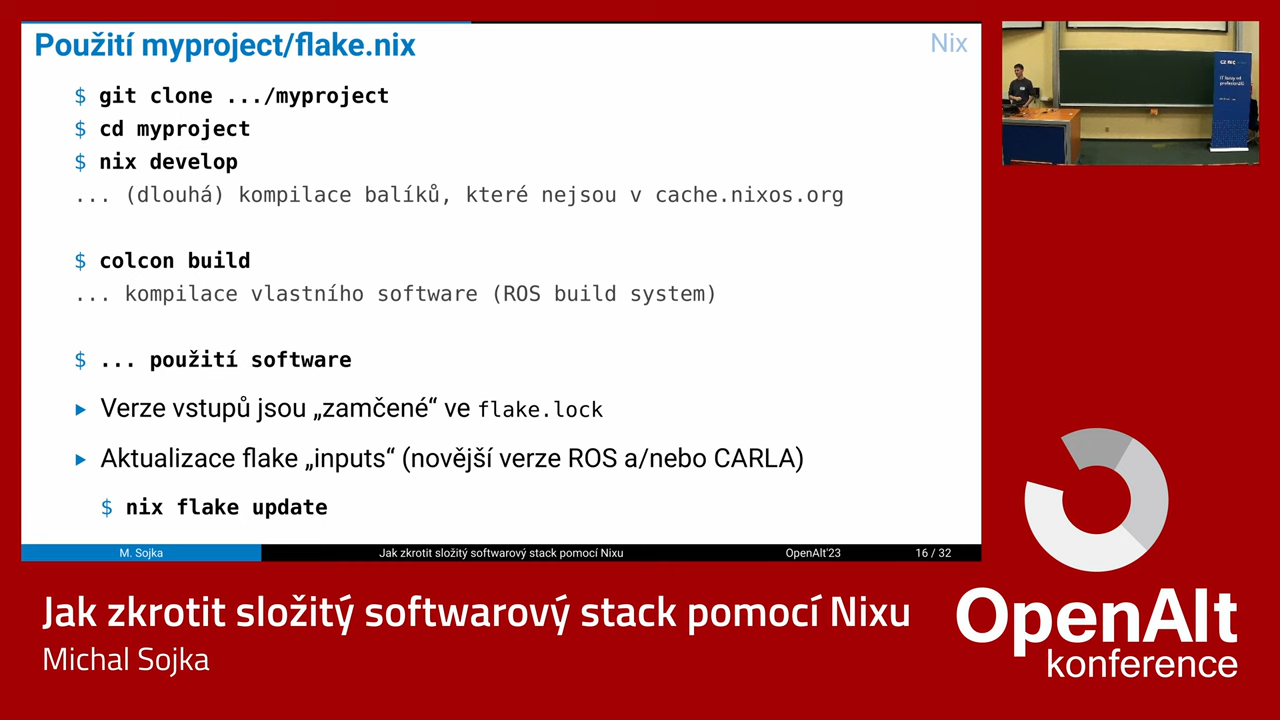 Použití myproject/flake.nix
Nix
$ git clone .../myproject
$ cd myproject
$ nix develop
... (dlouhá) kompilace balíků, které nejsou v cache.nixos.org
$ colcon build
... kompilace vlastního software (ROS build system)
$ ... použití software
▶ Verze vstupů jsou „zamčené“ ve flake.lock
▶ Aktualizace flake „inputs“ (novější verze ROS a/nebo CARLA)
$ nix flake update
M. Sojka
Jak zkrotit složitý softwarový stack pomocí Nixu
OpenAlt'23
16 / 32
Jak zkrotit složitý softwarový stack pomocí Nixu
Michal Sojka
OpenAlt
konference